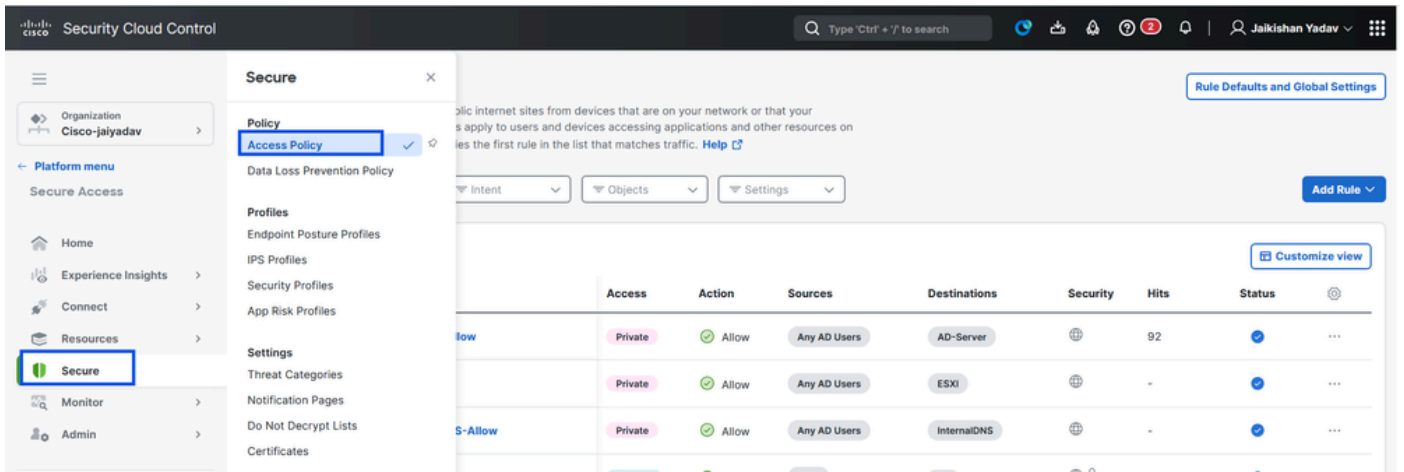 cisco Security Cloud Control
Type 'Ctrl' + '/' to search
2
Jaikishan Yadav
Organization
Cisco-jaiyadav
Platform menu
Secure Access
Home
Experience Insights
Connect
Resources
Secure
Monitor
Admin
Secure
Policy
Access Policy
Data Loss Prevention Policy
Profiles
Endpoint Posture Profiles
IPS Profiles
Security Profiles
App Risk Profiles
Settings
Threat Categories
Notification Pages
Do Not Decrypt Lists
Certificates
Rule Defaults and Global Settings
internet sites from devices that are on your network or that your
apply to users and devices accessing applications and other resources on
the first rule in the list that matches traffic. Help
Intent Objects Settings
Add Rule
Customize view
Access Action Sources Destinations Security Hits Status
Private Allow Any AD Users AD-Server 92 ...
Private Allow Any AD Users ESXI - ...
S-Allow Private Allow Any AD Users InternalDNS - ...